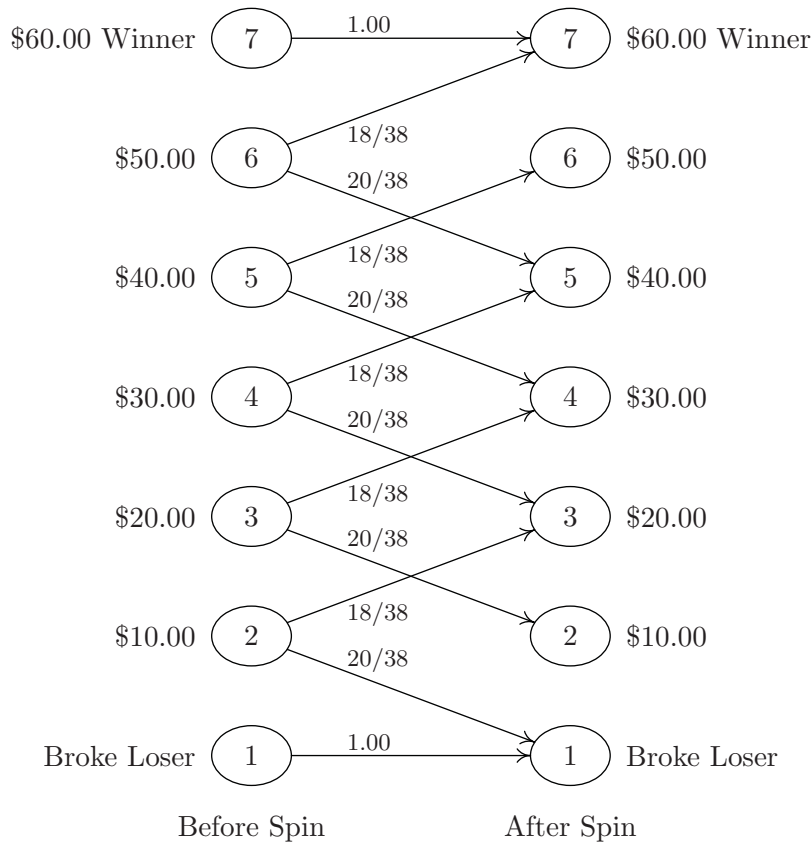 $60.00 Winner 7 1.00 7 $60.00 Winner
18/38
$50.00 6 6 $50.00
20/38
18/38
$40.00 5 5 $40.00
20/38
18/38
$30.00 4 4 $30.00
20/38
18/38
$20.00 3 3 $20.00
20/38
18/38
$10.00 2 2 $10.00
20/38
Broke Loser 1 1.00 1 Broke Loser
Before Spin After Spin